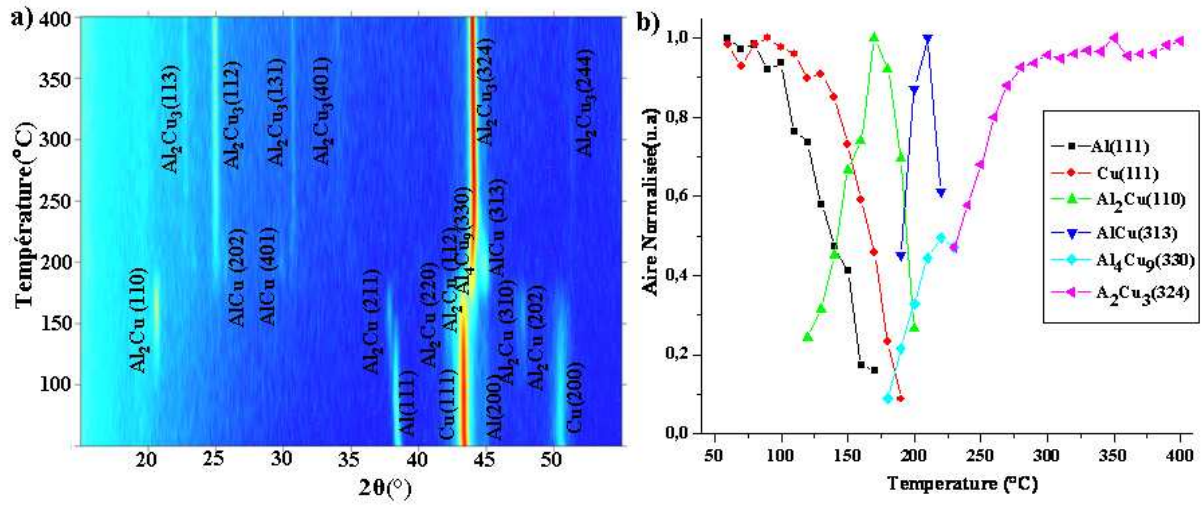 a)
400
350
300
250
200
150
100
Température(°C)
Al2Cu3(113)
Al2Cu3(112)
Al2Cu3(131)
Al2Cu3(401)
Al2Cu3(324)
Al2Cu3(244)
Al2Cu (110)
AlCu (202)
AlCu (401)
Al2Cu (211)
Al2Cu (220)
Al2Cu (112)
Al4Cu9(330)
AlCu (313)
Al2Cu (310)
Al2Cu (202)
Al(111)
Cu(111)
Al(200)
Cu(200)
20 25 30 35 40 45 50
2θ(°)
b)
1,0
0,8
0,6
0,4
0,2
0,0
Aire Normalisée(u.a)
Al(111)
Cu(111)
Al2Cu(110)
AlCu(313)
Al4Cu9(330)
A2Cu3(324)
50 100 150 200 250 300 350 400
Temperature (°C)